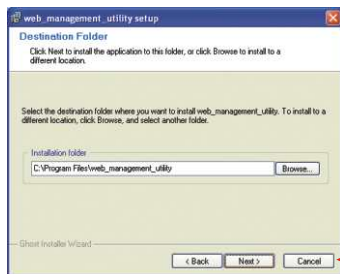 web_management_utility setup
Destination Folder
Click Next to install the application to this folder, or click Browse to install to a
different location.
Select the destination folder where you want to install web_management_utility. To install to a
different location, click Browse, and select another folder.
Installation folder
C:\Program Files\web_management_utility
Browse...
Ghost Installer Wizard
< Back
Next >
Cancel